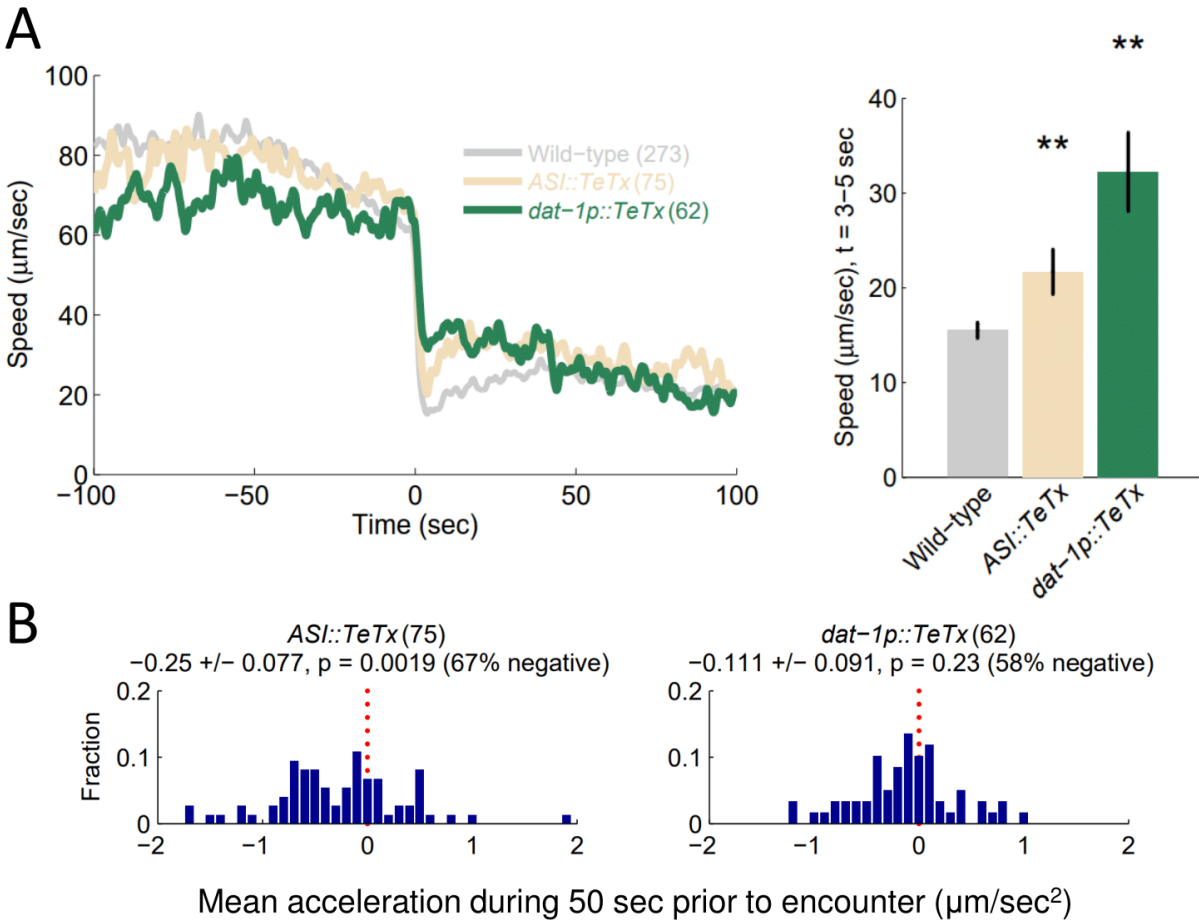 A
100
80
60
40
20
0
Speed (μm/sec)
−100
−50
0
50
100
Time (sec)
Wild−type (273)
ASI::TeTx (75)
dat−1p::TeTx (62)
**
**
40
30
20
10
0
Speed (μm/sec), t = 3−5 sec
Wild−type
ASI::TeTx
dat−1p::TeTx
B
ASI::TeTx (75)
−0.25 +/− 0.077, p = 0.0019 (67% negative)
0.2
0.1
0
Fraction
−2
−1
0
1
2
dat−1p::TeTx (62)
−0.111 +/− 0.091, p = 0.23 (58% negative)
0.2
0.1
0
−2
−1
0
1
2
Mean acceleration during 50 sec prior to encounter (μm/sec²)